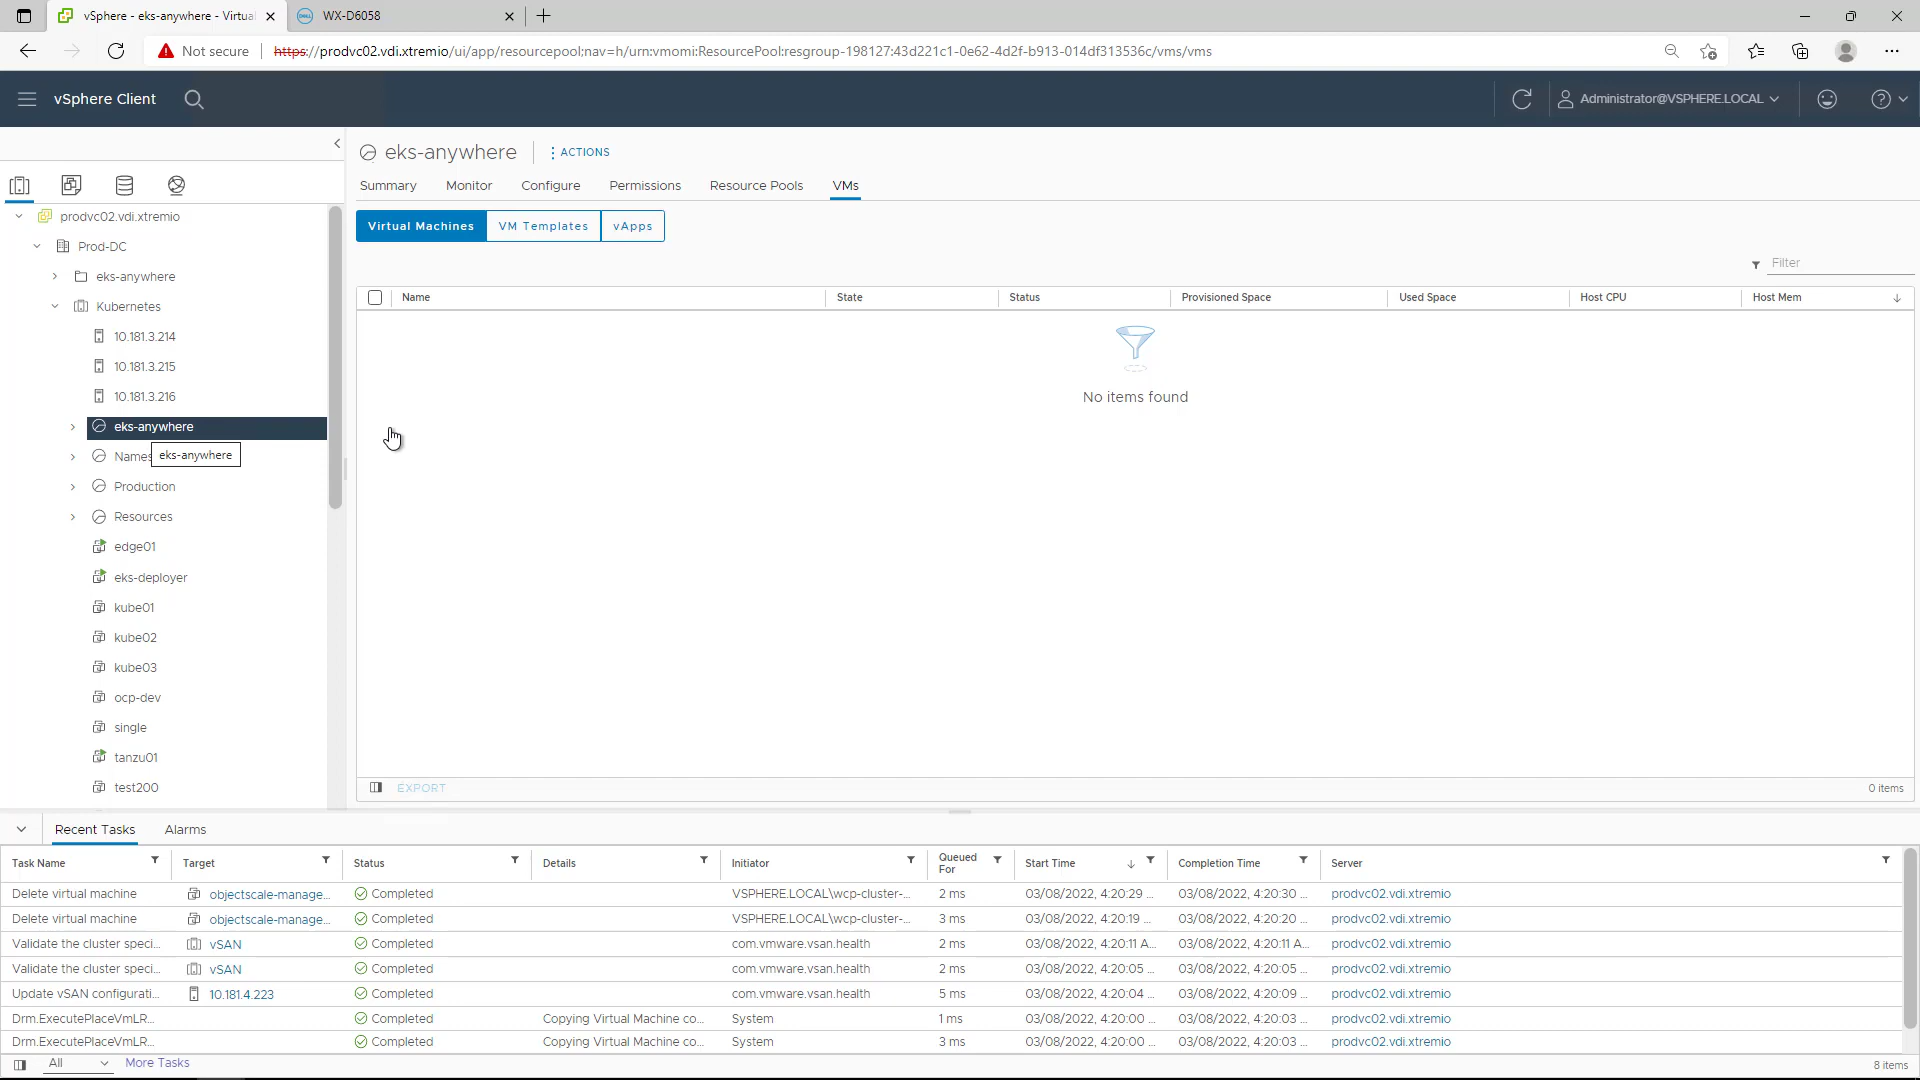 vSphere - eks-anywhere - Virtual
WX-D6058
Not secure
https://prodvc02.vdi.xtremio/ui/app/resourcepool;nav=h/urn:vmomi:ResourcePool:resgroup-198127:43d221c1-0e62-4d2f-b913-014df313536c/vms/vms
vSphere Client
Administrator@VSPHERE.LOCAL
eks-anywhere
ACTIONS
Summary Monitor Configure Permissions Resource Pools VMs
Virtual Machines VM Templates vApps
Filter
Name State Status Provisioned Space Used Space Host CPU Host Mem
No items found
EXPORT
0 items
prodvc02.vdi.xtremio
Prod-DC
eks-anywhere
Kubernetes
10.181.3.214
10.181.3.215
10.181.3.216
eks-anywhere
Names
eks-anywhere
Production
Resources
edge01
eks-deployer
kube01
kube02
kube03
ocp-dev
single
tanzu01
test200
Recent Tasks Alarms
Task Name Target Status Details Initiator Queued For Start Time Completion Time Server
Delete virtual machine objectscale-manage... Completed VSPHERE.LOCAL\wcp-cluster-... 2 ms 03/08/2022, 4:20:29 ... 03/08/2022, 4:20:30 ... prodvc02.vdi.xtremio
Delete virtual machine objectscale-manage... Completed VSPHERE.LOCAL\wcp-cluster-... 3 ms 03/08/2022, 4:20:19 ... 03/08/2022, 4:20:20 ... prodvc02.vdi.xtremio
Validate the cluster speci... vSAN Completed com.vmware.vsan.health 2 ms 03/08/2022, 4:20:11 A... 03/08/2022, 4:20:11 A... prodvc02.vdi.xtremio
Validate the cluster speci... vSAN Completed com.vmware.vsan.health 2 ms 03/08/2022, 4:20:05 ... 03/08/2022, 4:20:05 ... prodvc02.vdi.xtremio
Update vSAN configurati... 10.181.4.223 Completed com.vmware.vsan.health 5 ms 03/08/2022, 4:20:04 ... 03/08/2022, 4:20:09 ... prodvc02.vdi.xtremio
Drm.ExecutePlaceVmLR... Completed Copying Virtual Machine co... System 1 ms 03/08/2022, 4:20:00 ... 03/08/2022, 4:20:03 ... prodvc02.vdi.xtremio
Drm.ExecutePlaceVmLR... Completed Copying Virtual Machine co... System 3 ms 03/08/2022, 4:20:00 ... 03/08/2022, 4:20:03 ... prodvc02.vdi.xtremio
All More Tasks
8 items